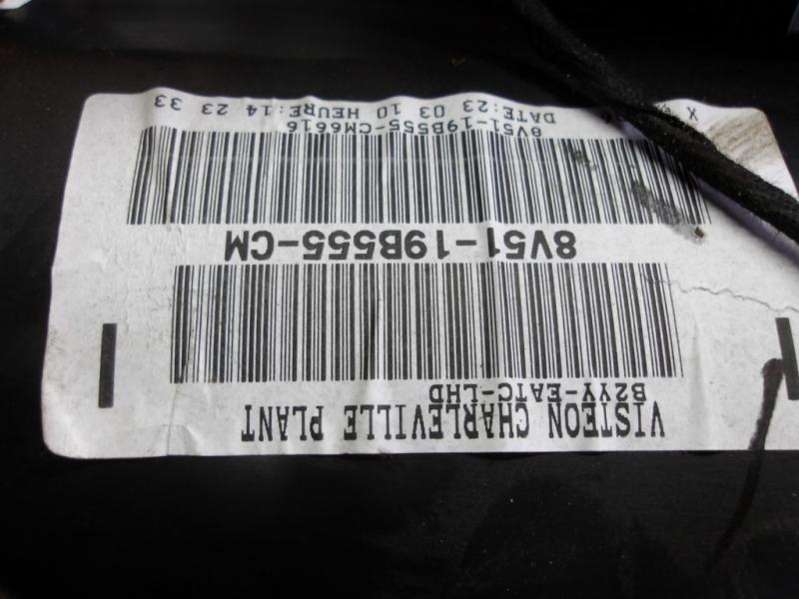 VISTEON CHARLEVILLE PLANT
B2YY-EATC-LHD
8V51-19B555-CM
8V51-19B555-CM6616
DATE:23 03 10 HEURE:14 23 33
X